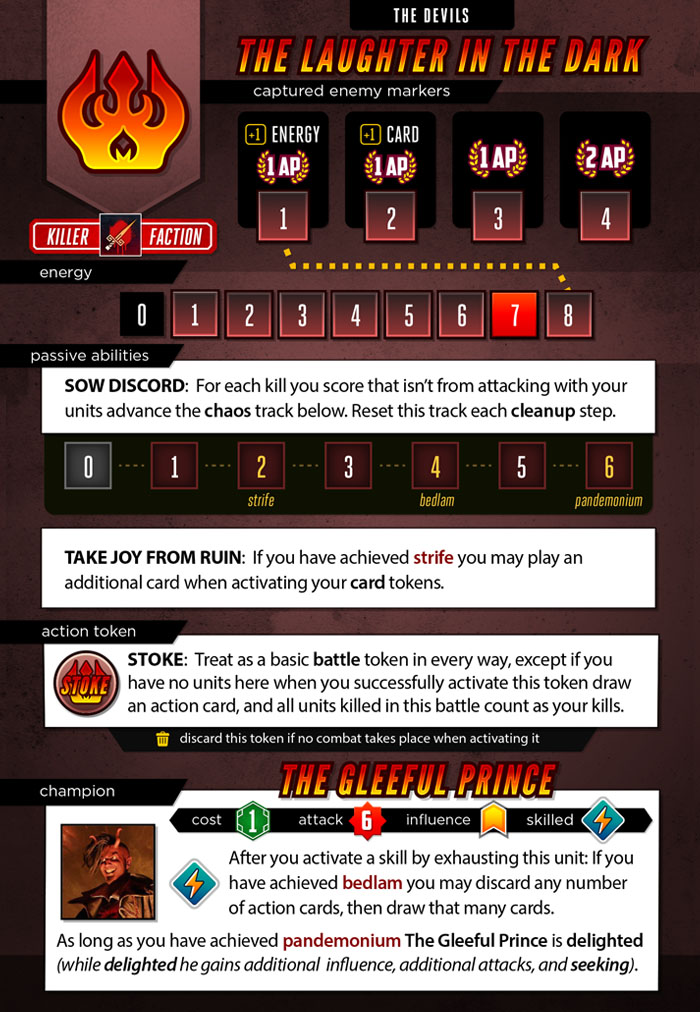 THE DEVILS
THE LAUGHTER IN THE DARK
captured enemy markers
+1 ENERGY
1 AP
1
+1 CARD
1 AP
2
1 AP
3
2 AP
4
KILLER FACTION
energy
0 1 2 3 4 5 6 7 8
passive abilities
SOW DISCORD: For each kill you score that isn't from attacking with your
units advance the chaos track below. Reset this track each cleanup step.
0 1 2 3 4 5 6
strife bedlam pandemonium
TAKE JOY FROM RUIN: If you have achieved strife you may play an
additional card when activating your card tokens.
action token
STOKE
STOKE: Treat as a basic battle token in every way, except if you
have no units here when you successfully activate this token draw
an action card, and all units killed in this battle count as your kills.
discard this token if no combat takes place when activating it
THE GLEEFUL PRINCE
champion
cost 1 attack 6 influence skilled
After you activate a skill by exhausting this unit: If you
have achieved bedlam you may discard any number
of action cards, then draw that many cards.
As long as you have achieved pandemonium The Gleeful Prince is delighted
(while delighted he gains additional influence, additional attacks, and seeking).